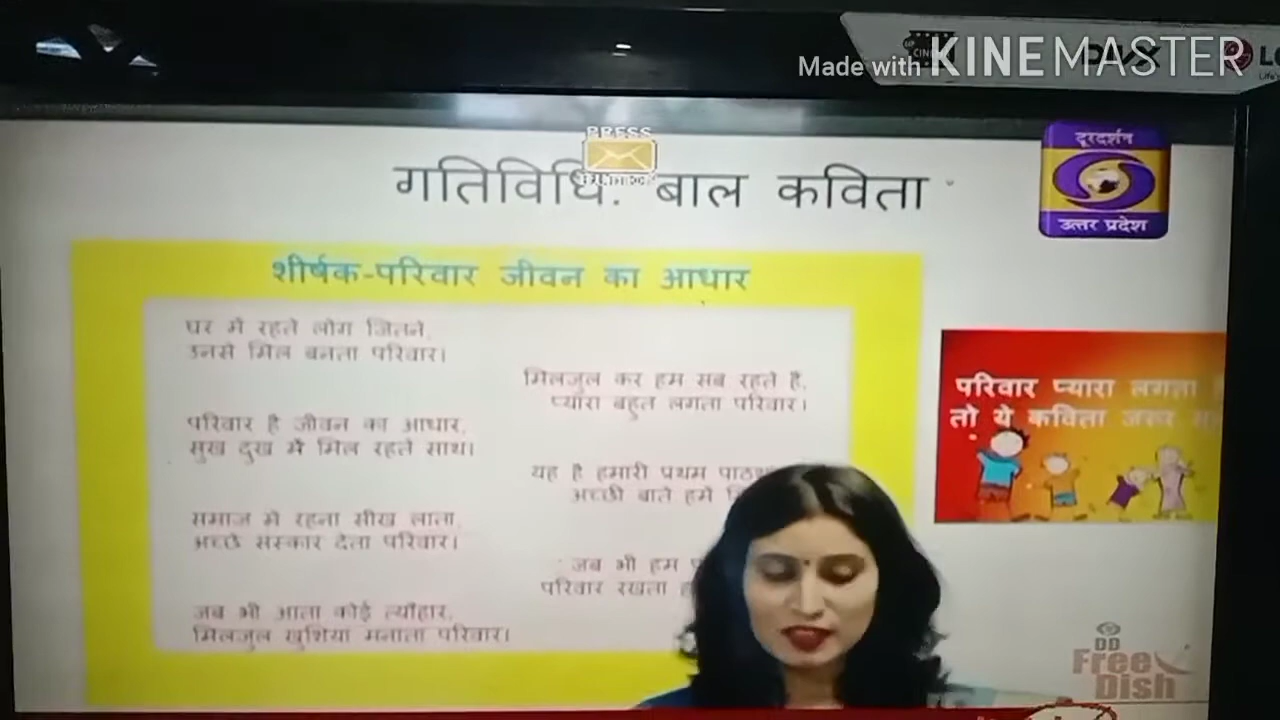 Made with KINEMASTER
PRESS
गतिविधि: बाल कविता
दूरदर्शन
उत्तर प्रदेश
शीर्षक-परिवार जीवन का आधार
घर मे रहते लोग जितने,
उनसे मिल बनता परिवार।
मिलजुल कर हम सब रहते है,
प्यारा बहुत लगता परिवार।
परिवार है जीवन का आधार,
सुख दुख मे मिल रहते साथ।
यह है हमारी प्रथम
अच्छी बाते हमे
समाज मे रहना सीख लाता,
अच्छे संस्कार देता परिवार।
जब भी हम
परिवार रखता
जब भी आता कोई त्यौहार,
मिलजुल खुशिया मनाता परिवार।
परिवार प्यारा लगता
तो ये कविता जरूर
DD
Free
Dish